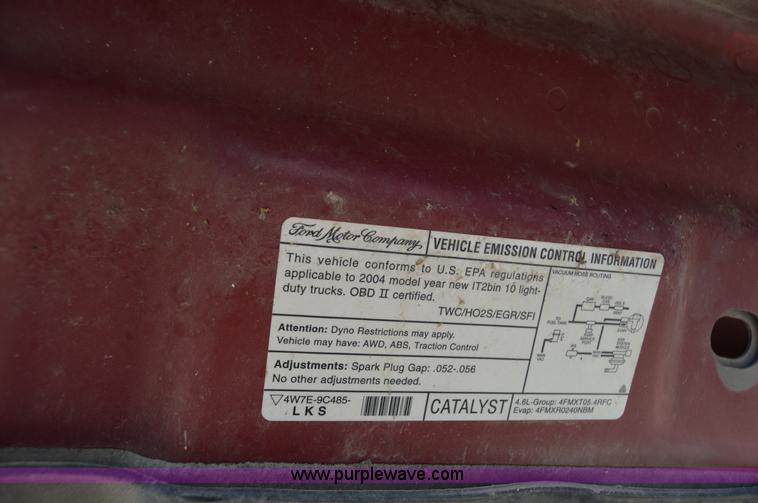 Ford Motor Company,
VEHICLE EMISSION CONTROL INFORMATION
This vehicle conforms to U.S. EPA regulations
applicable to 2004 model year new IT2bin 10 light-
duty trucks. OBD II certified.
TWC/HO2S/EGR/SFI
Attention: Dyno Restrictions may apply.
Vehicle may have: AWD, ABS, Traction Control
Adjustments: Spark Plug Gap: .052-.056
No other adjustments needed.
VACUUM HOSE ROUTING
TO
FUEL TANK
4W7E-9C485-
LKS
CATALYST
4.6L-Group: 4FMXT05.4RFC
Evap: 4FMXR0240NBM
www.purplewave.com